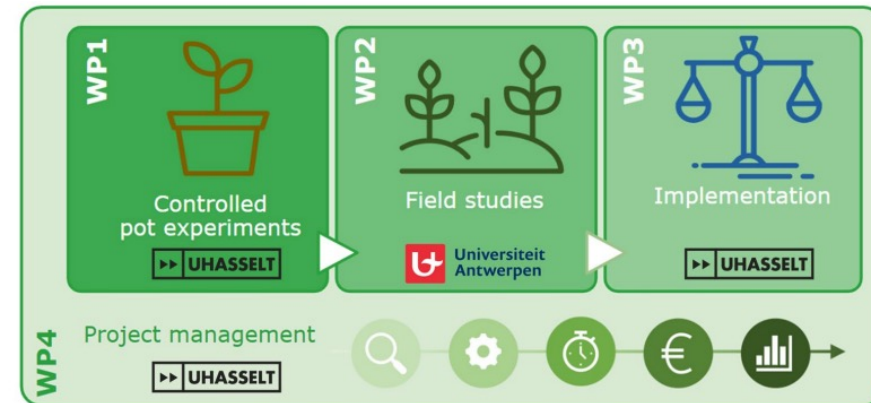 WP1
Controlled
pot experiments
UHASSELT
WP2
Field studies
Universiteit
Antwerpen
WP3
Implementation
UHASSELT
WP4
Project management
UHASSELT
€